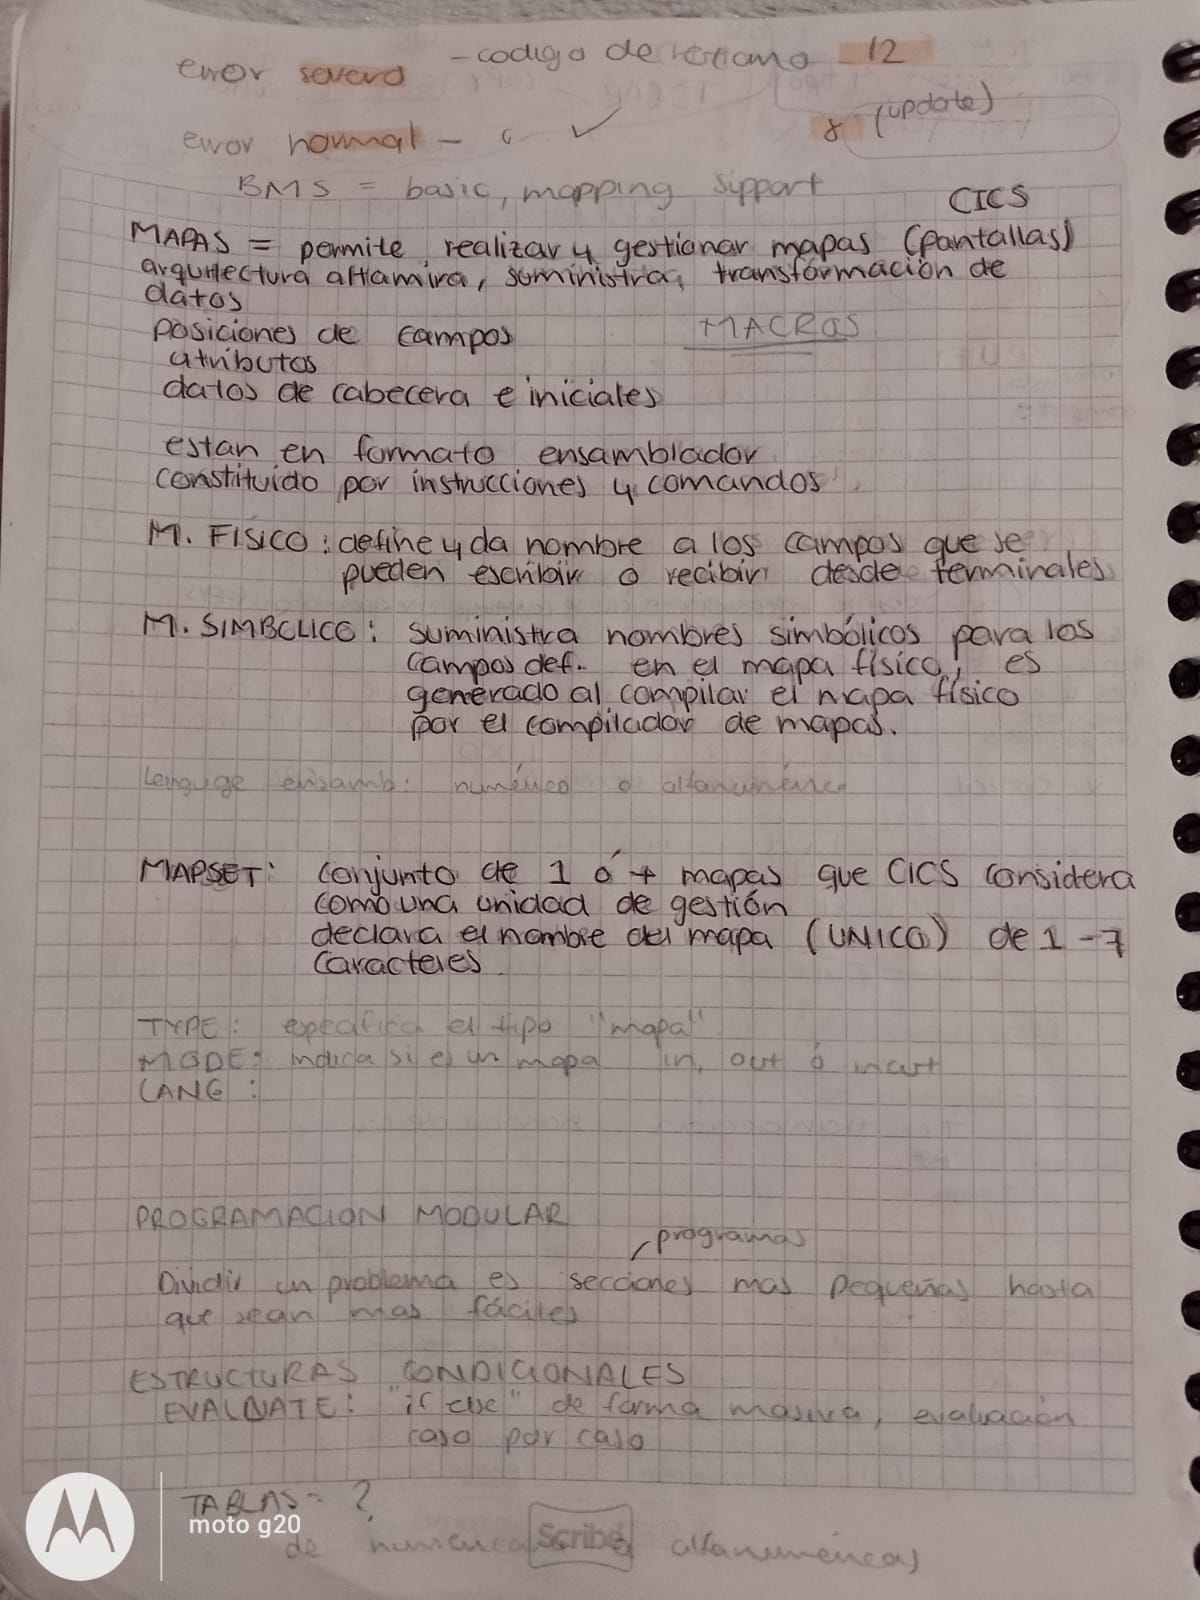 error severo - codigo de retorno 12
error normal - c ✓ 8 (update)
BMS = basic, mapping support
CICS
MAPAS = permite realizar y gestionar mapas (pantallas)
arquitectura altamira, suministra, transformación de
datos
posiciones de campos
MACROS
atributos
datos de cabecera e iniciales
estan en formato ensamblador
constituido por instrucciones y comandos
M. FISICO: define y da nombre a los campos que se
pueden escribir o recibir desde terminales
M. SIMBOLICO: suministra nombres simbólicos para los
campos def. en el mapa físico, es
generado al compilar el mapa físico
por el compilador de mapas.
Lenguge ensamb: numérico o alfanumérico
MAPSET: conjunto de 1 ó + mapas que CICS considera
como una unidad de gestión
declara el nombre del mapa (UNICO) de 1 - 7
caracteres
TYPE: especifica el tipo "mapa"
MODE: indica si es un mapa in, out ó inout
LANG:
PROGRAMACION MODULAR
programas
Dividir un problema es secciones mas pequeñas hasta
que sean mas fáciles
ESTRUCTURAS CONDICIONALES
EVALUATE: "if else" de forma masiva, evaluación
caso por caso
TABLAS = ?
moto g20
de numericas Scribe alfanuméricas